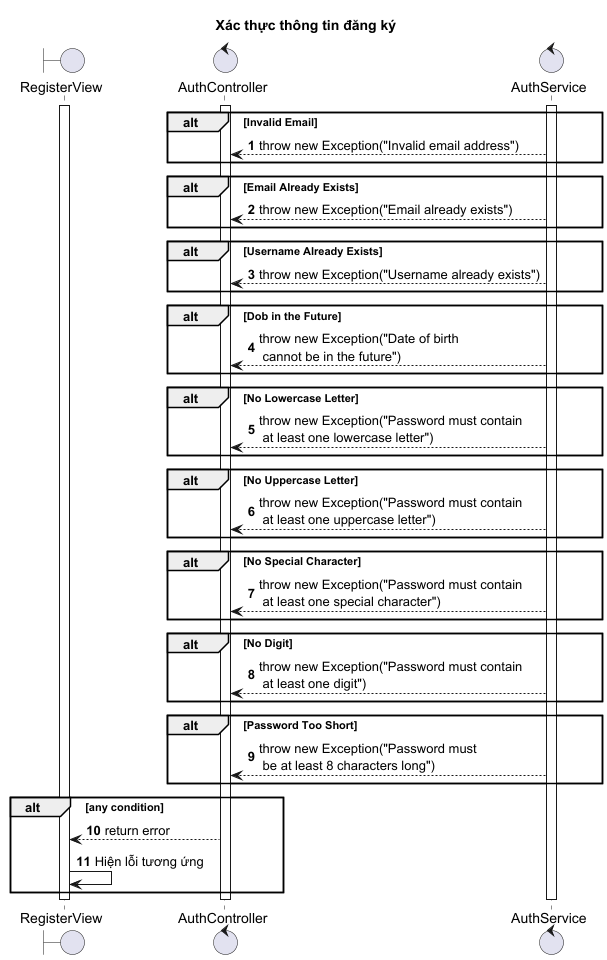 Xác thực thông tin đăng ký
RegisterView AuthController AuthService
alt [Invalid Email]
1 throw new Exception("Invalid email address")
alt [Email Already Exists]
2 throw new Exception("Email already exists")
alt [Username Already Exists]
3 throw new Exception("Username already exists")
alt [Dob in the Future]
4 throw new Exception("Date of birth
cannot be in the future")
alt [No Lowercase Letter]
5 throw new Exception("Password must contain
at least one lowercase letter")
alt [No Uppercase Letter]
6 throw new Exception("Password must contain
at least one uppercase letter")
alt [No Special Character]
7 throw new Exception("Password must contain
at least one special character")
alt [No Digit]
8 throw new Exception("Password must contain
at least one digit")
alt [Password Too Short]
9 throw new Exception("Password must
be at least 8 characters long")
alt [any condition]
10 return error
11 Hiện lỗi tương ứng
RegisterView AuthController AuthService